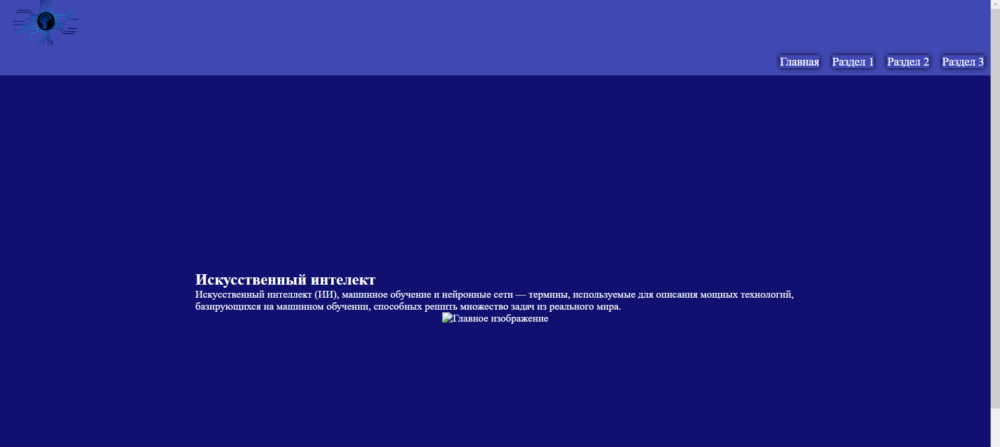 Главная Раздел 1 Раздел 2 Раздел 3
Искусственный интелект
Искусственный интеллект (ИИ), машинное обучение и нейронные сети — термины, используемые для описания мощных технологий,
базирующихся на машинном обучении, способных решить множество задач из реального мира.
Главное изображение